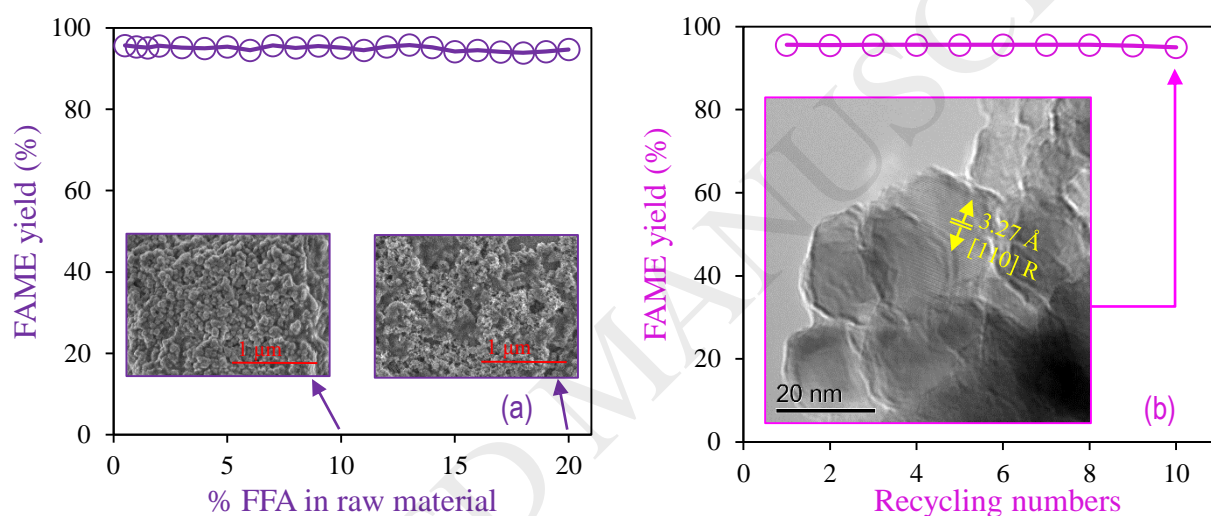 100
80
60
40
20
0
FAME yield (%)
1 µm
1 µm
(a)
0 5 10 15 20
% FFA in raw material
100
80
60
40
20
0
FAME yield (%)
3.27 Å
[110] R
20 nm
(b)
0 2 4 6 8 10
Recycling numbers
D MANUSCRI